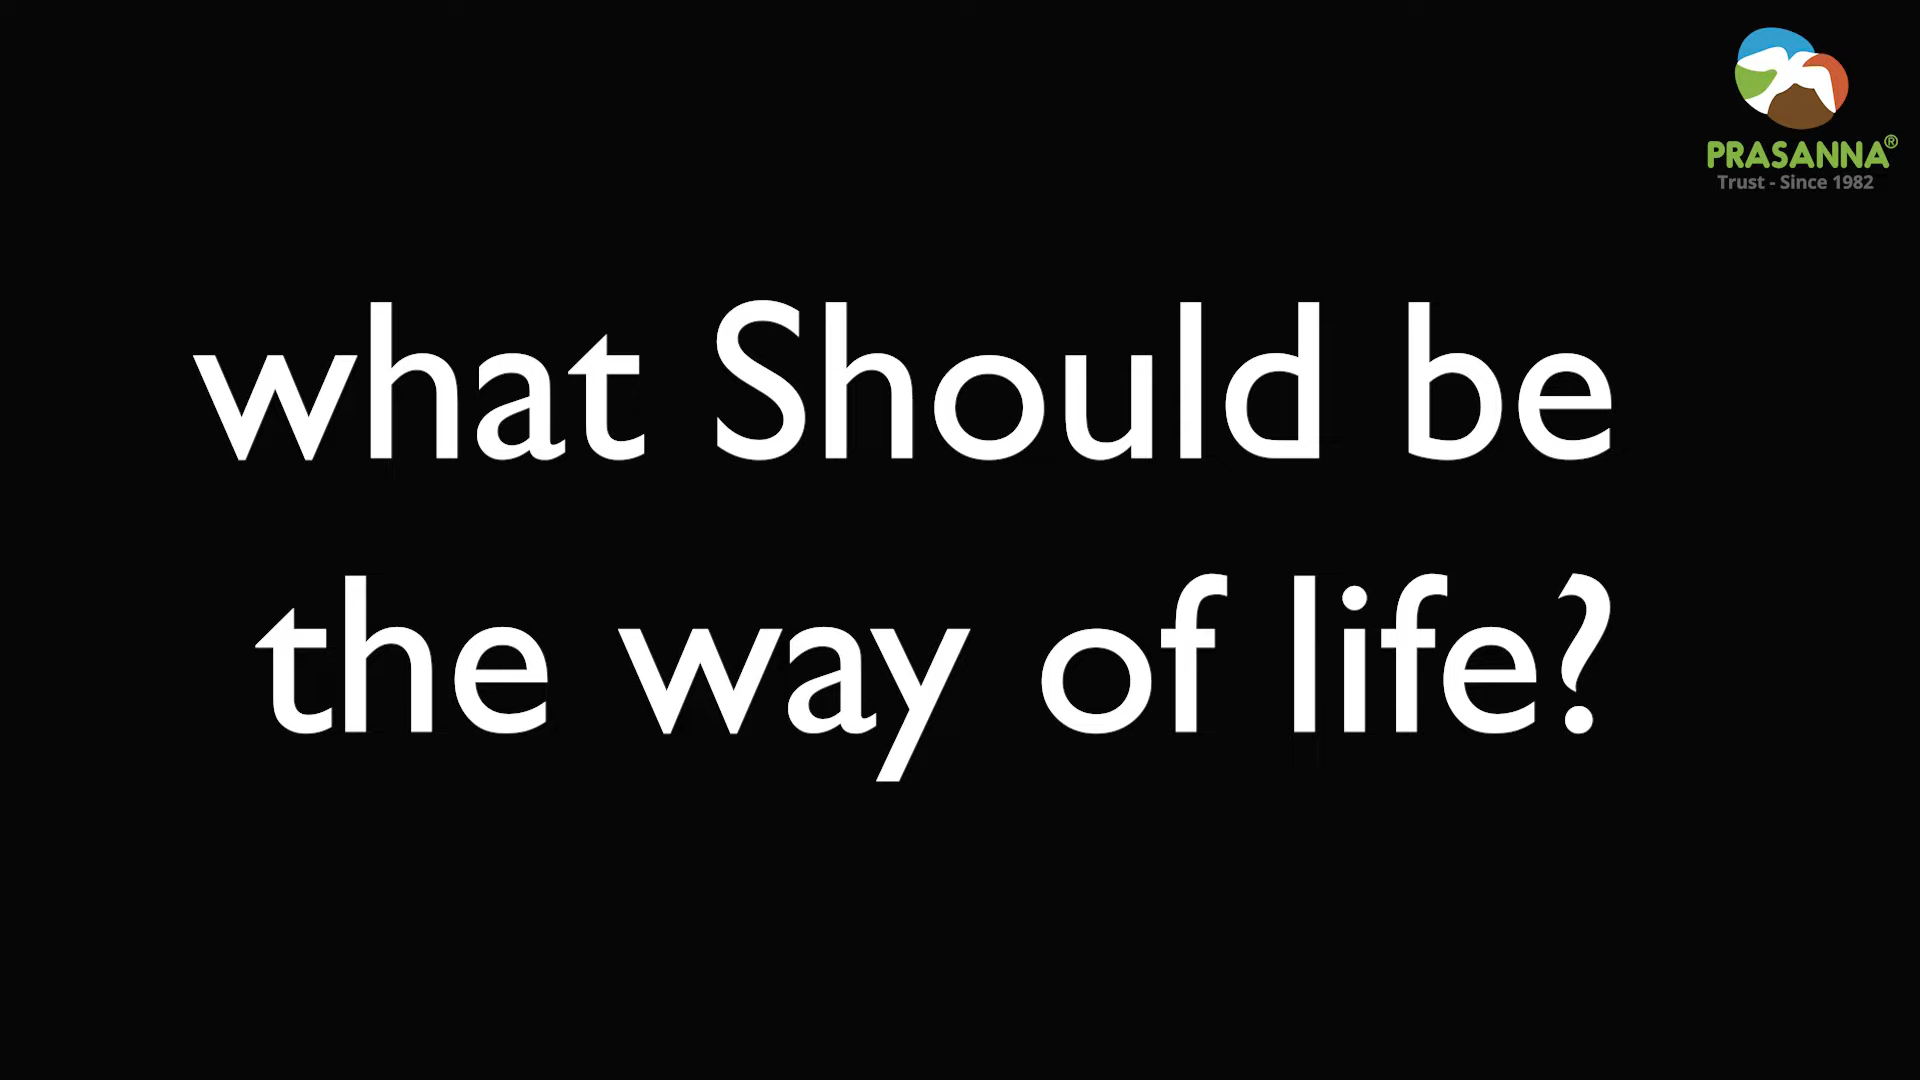 PRASANNA®
Trust - Since 1982
what Should be
the way of life?